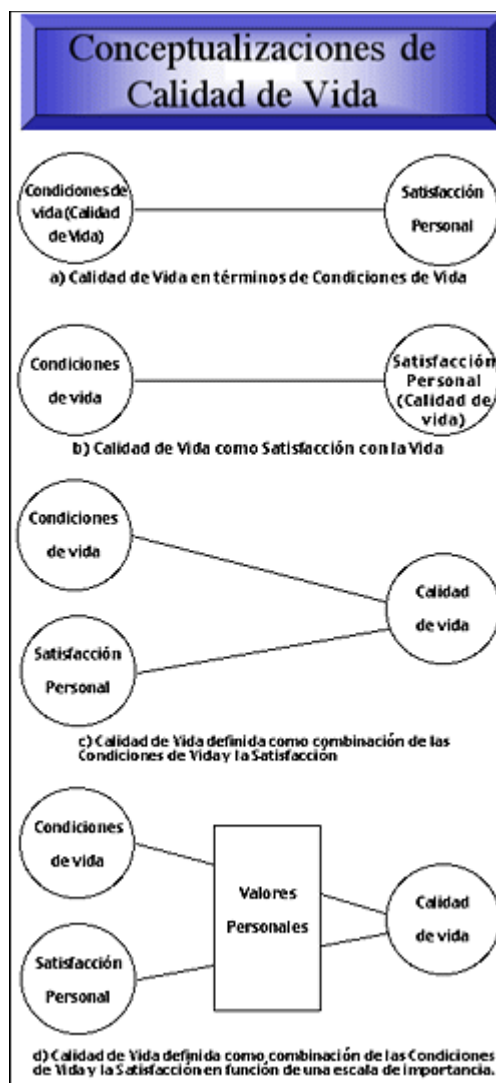 Conceptualizaciones de
Calidad de Vida
Condiciones de
vida (Calidad
de Vida)
Satisfacción
Personal
a) Calidad de Vida en términos de Condiciones de Vida
Condiciones
de vida
Satisfacción
Personal
(Calidad de
vida)
b) Calidad de Vida como Satisfacción con la Vida
Condiciones
de vida
Satisfacción
Personal
Calidad
de vida
c) Calidad de Vida definida como combinación de las
Condiciones de Vida y la Satisfacción
Condiciones
de vida
Satisfacción
Personal
Valores
Personales
Calidad
de vida
d) Calidad de Vida definida como combinación de las Condiciones
de Vida y la Satisfacción en función de una escala de importancia.